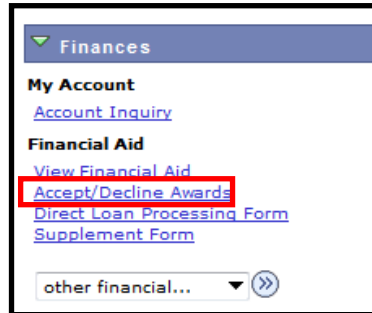 Finances
My Account
Account Inquiry
Financial Aid
View Financial Aid
Accept/Decline Awards
Direct Loan Processing Form
Supplement Form
other financial...